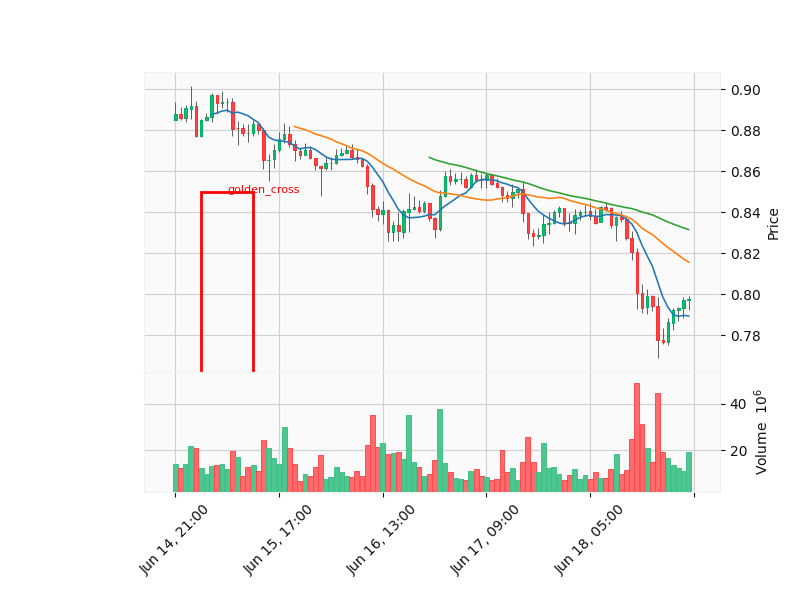 0.90
0.88
0.86
golden_cross
0.84
0.82
0.80
0.78
Price
40
20
Volume 10^6
Jun 14, 21:00
Jun 15, 17:00
Jun 16, 13:00
Jun 17, 09:00
Jun 18, 05:00